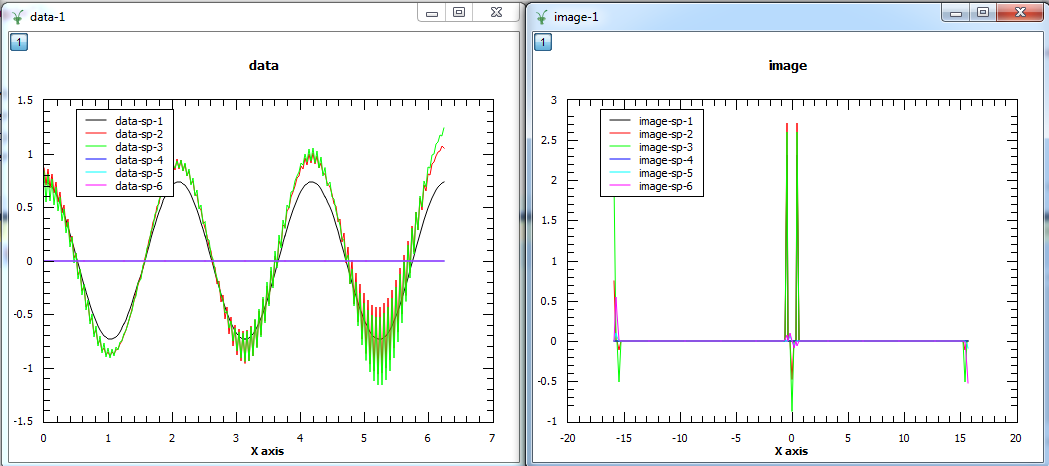 data-1
1
data
1.5
1
0.5
0
-0.5
-1
-1.5
data-sp-1
data-sp-2
data-sp-3
data-sp-4
data-sp-5
data-sp-6
0 1 2 3 4 5 6 7
X axis
image-1
1
image
3
2.5
2
1.5
1
0.5
0
-0.5
-1
image-sp-1
image-sp-2
image-sp-3
image-sp-4
image-sp-5
image-sp-6
-20 -15 -10 -5 0 5 10 15 20
X axis